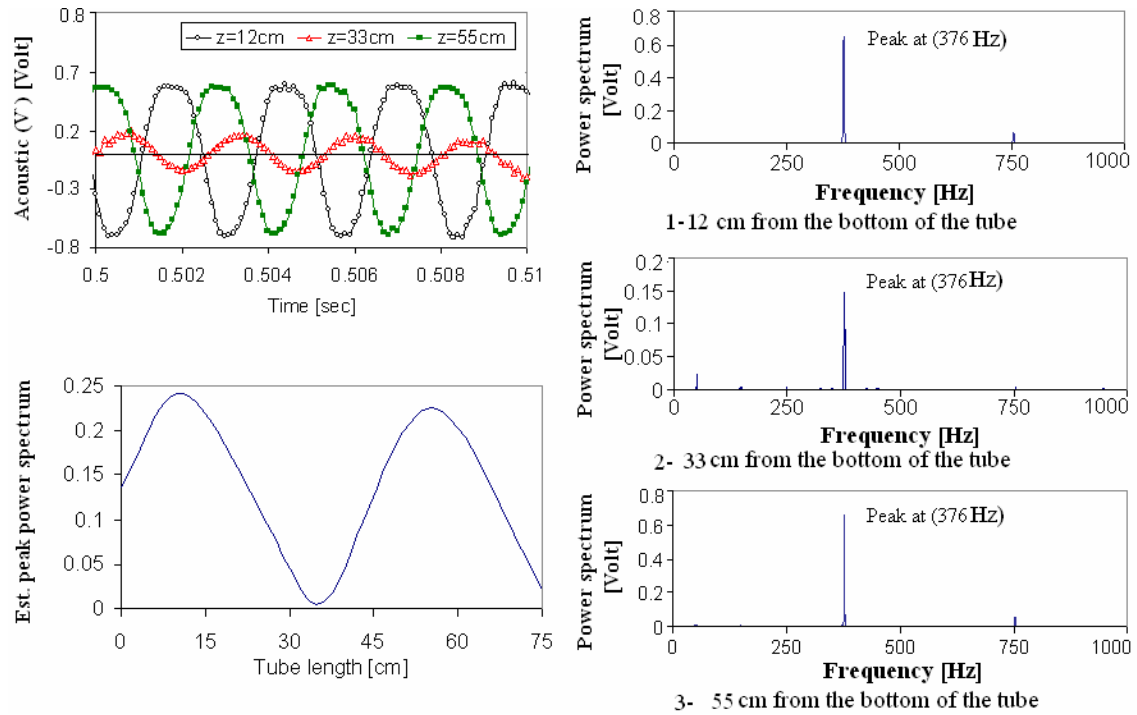 0.8
0.7
0.2
-0.3
-0.8
Acoustic (V`) [Volt]
z=12cm z=33cm z=55cm
0.5 0.502 0.504 0.506 0.508 0.51
Time [sec]
0.25
0.2
0.15
0.1
0.05
0
Est. peak power spectrum
0 15 30 45 60 75
Tube length [cm]
0.8
0.6
0.4
0.2
0
Power spectrum
[Volt]
Peak at (376 Hz)
0 250 500 750 1000
Frequency [Hz]
1-12 cm from the bottom of the tube
0.2
0.15
0.1
0.05
0
Power spectrum
[Volt]
Peak at (376 Hz)
0 250 500 750 1000
Frequency [Hz]
2- 33 cm from the bottom of the tube
0.8
0.6
0.4
0.2
0
Power spectrum
[Volt]
Peak at (376 Hz)
0 250 500 750 1000
Frequency [Hz]
3- 55 cm from the bottom of the tube